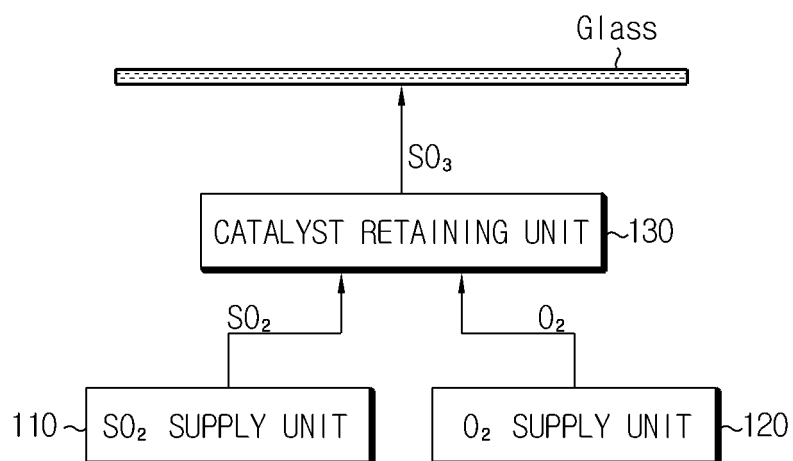 Glass
SO₃
CATALYST RETAINING UNIT
130
SO₂
O₂
110
SO₂ SUPPLY UNIT
O₂ SUPPLY UNIT
120